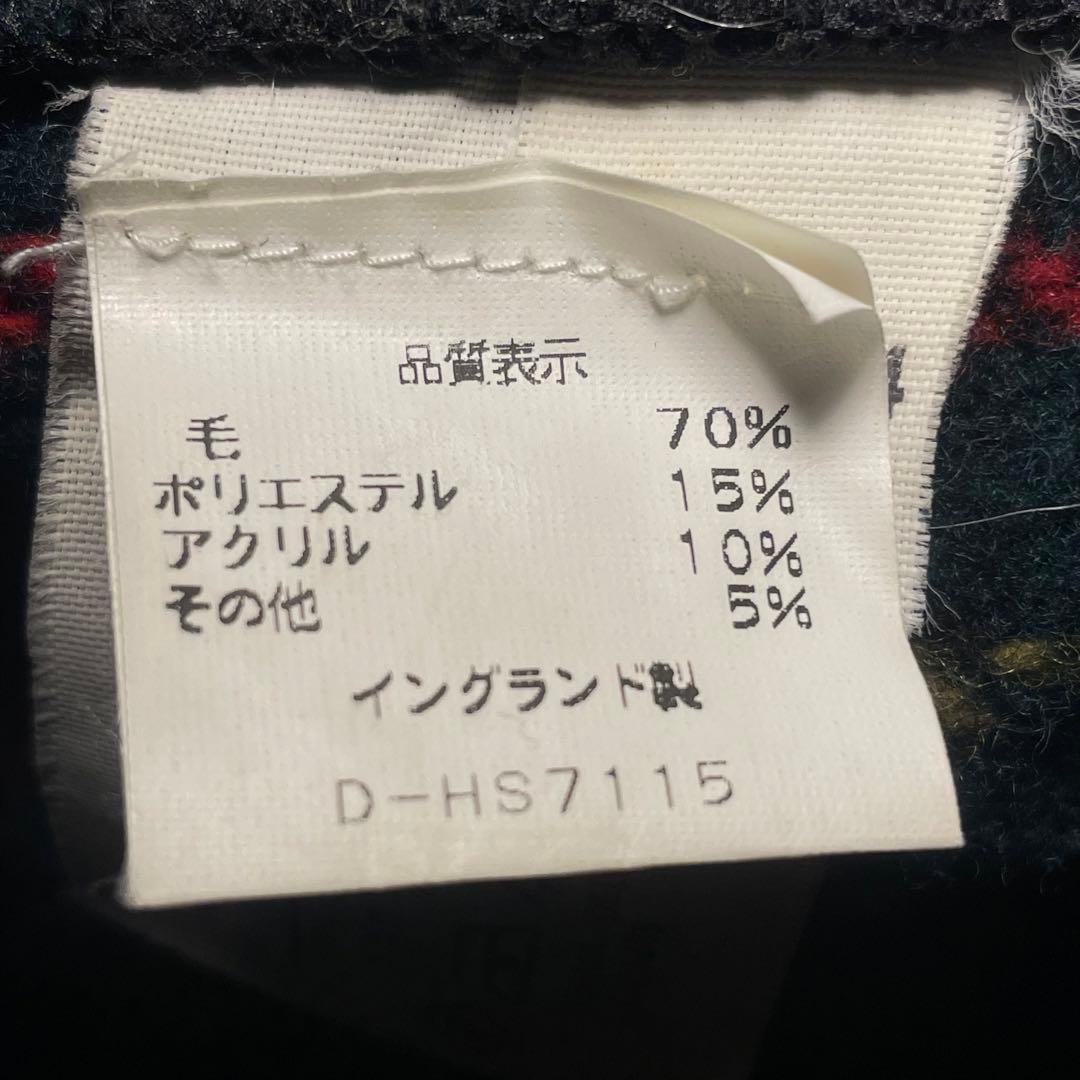 品質表示
毛 70%
ポリエステル 15%
アクリル 10%
その他 5%
イングランド製
D-HS7115